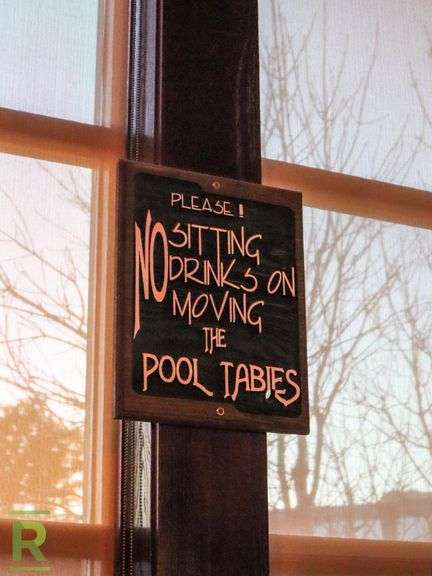 PLEASE!
NO SITTING
DRINKS ON
MOVING
THE
POOL TABLES
R